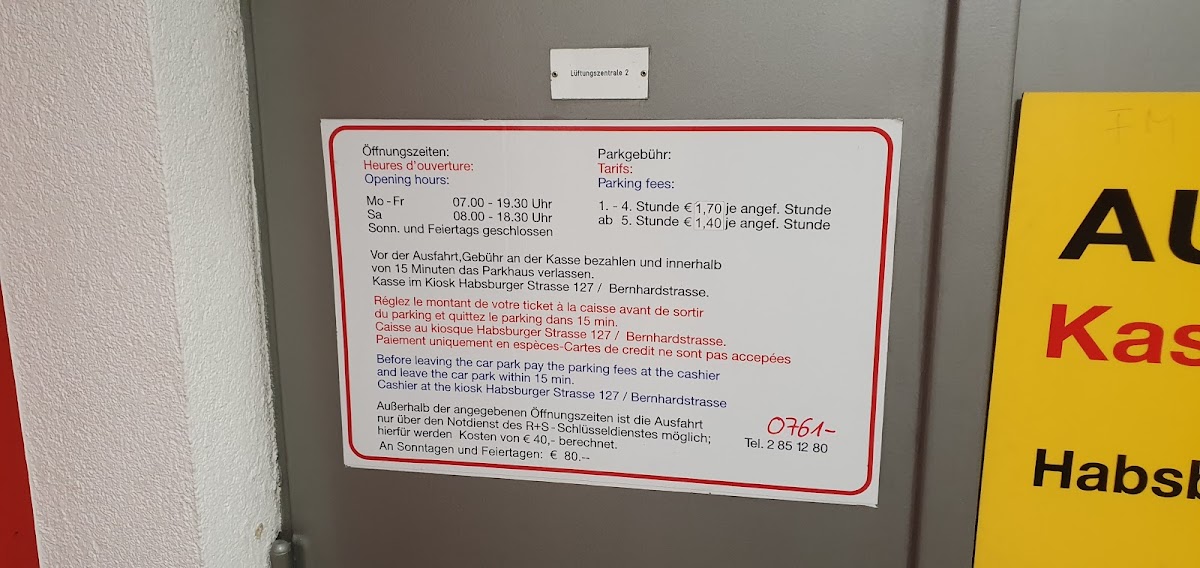 Lüftungszentrale 2
Öffnungszeiten:
Heures d'ouverture:
Opening hours:
Mo - Fr 07.00 - 19.30 Uhr
Sa 08.00 - 18.30 Uhr
Sonn. und Feiertags geschlossen
Parkgebühr:
Tarifs:
Parking fees:
1. - 4. Stunde € 1,70 je angef. Stunde
ab 5. Stunde € 1,40 je angef. Stunde
Vor der Ausfahrt,Gebühr an der Kasse bezahlen und innerhalb
von 15 Minuten das Parkhaus verlassen.
Kasse im Kiosk Habsburger Strasse 127 / Bernhardstrasse.
Réglez le montant de votre ticket à la caisse avant de sortir
du parking et quittez le parking dans 15 min.
Caisse au kiosque Habsburger Strasse 127 / Bernhardstrasse.
Paiement uniquement en espèces-Cartes de credit ne sont pas accepées
Before leaving the car park pay the parking fees at the cashier
and leave the car park within 15 min.
Cashier at the kiosk Habsburger Strasse 127 / Bernhardstrasse
Außerhalb der angegebenen Öffnungszeiten ist die Ausfahrt
nur über den Notdienst des R+S - Schlüsseldienstes möglich;
hierfür werden Kosten von € 40,- berechnet.
An Sonntagen und Feiertagen: € 80.--
0761-
Tel. 2 85 12 80
AU
Kas
Habsb